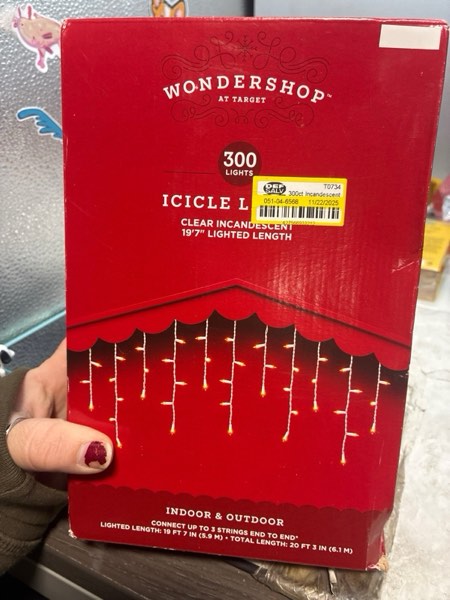 WONDERSHOP™
AT TARGET
300
LIGHTS
T0734
300ct Incandescent
051-04-6568 11/22/2025
ICICLE L
CLEAR INCANDESCENT
19'7" LIGHTED LENGTH
INDOOR & OUTDOOR
CONNECT UP TO 3 STRINGS END TO END*
LIGHTED LENGTH: 19 FT 7 IN (5.9 M) • TOTAL LENGTH: 20 FT 3 IN (6.1 M)